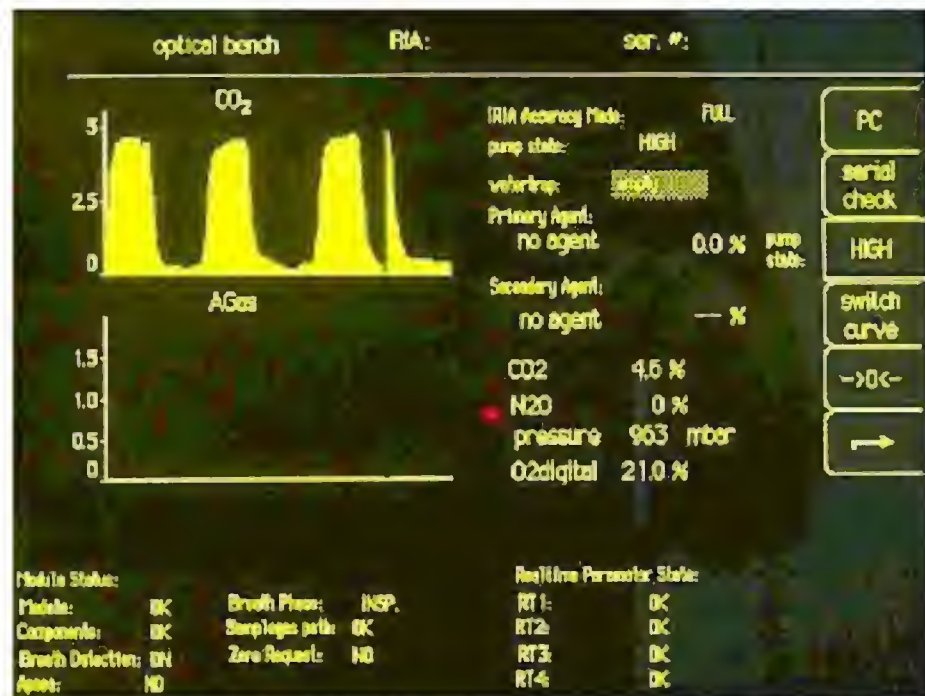 optical bench RIA: ser. #:
CO₂
5
2.5
0
AGas
1.5
1.0
0.5
0
IRIA Accuracy Mode: FULL
pump state: HIGH
watertrap: empty
Primary Agent:
no agent 0.0 %
pump
state:
Secondary Agent:
no agent --- %
CO2 4.6 %
N2O 0 %
pressure 963 mbar
O2digital 21.0 %
PC
serial
check
HIGH
switch
curve
->0<-
Module Status:
Module: OK
Components: OK
Breath Detection: ON
Apnea: NO
Breath Phase: INSP.
Samplegas path: OK
Zero Request: NO
Realtime Parameter State:
RT1: OK
RT2: OK
RT3: OK
RT4: OK